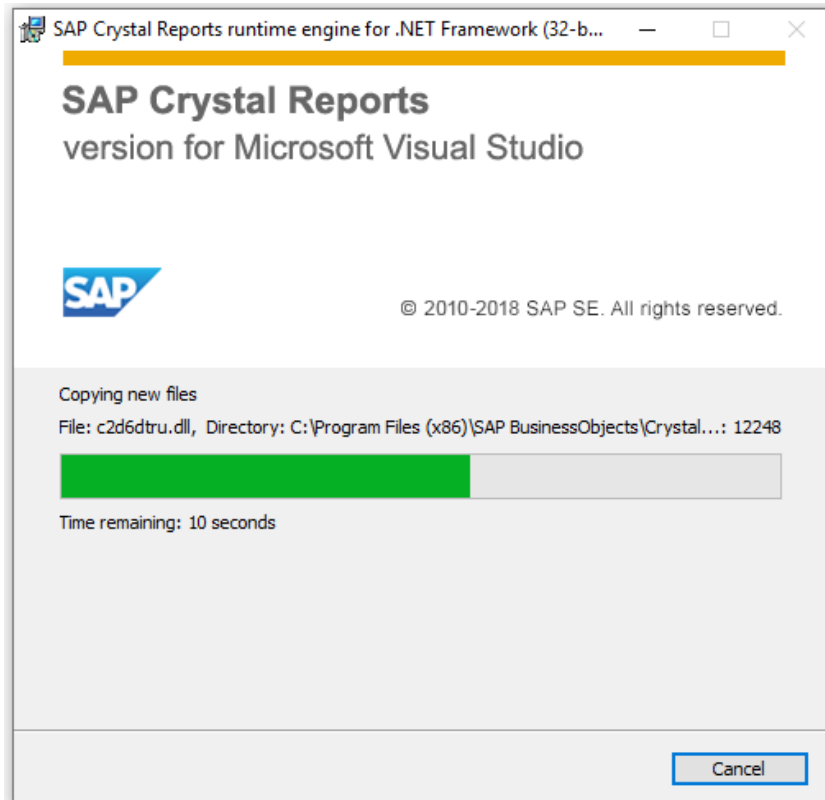 SAP Crystal Reports runtime engine for .NET Framework (32-b...
SAP Crystal Reports
version for Microsoft Visual Studio
SAP
© 2010-2018 SAP SE. All rights reserved.
Copying new files
File: c2d6dtru.dll, Directory: C:\Program Files (x86)\SAP BusinessObjects\Crystal...: 12248
Time remaining: 10 seconds
Cancel